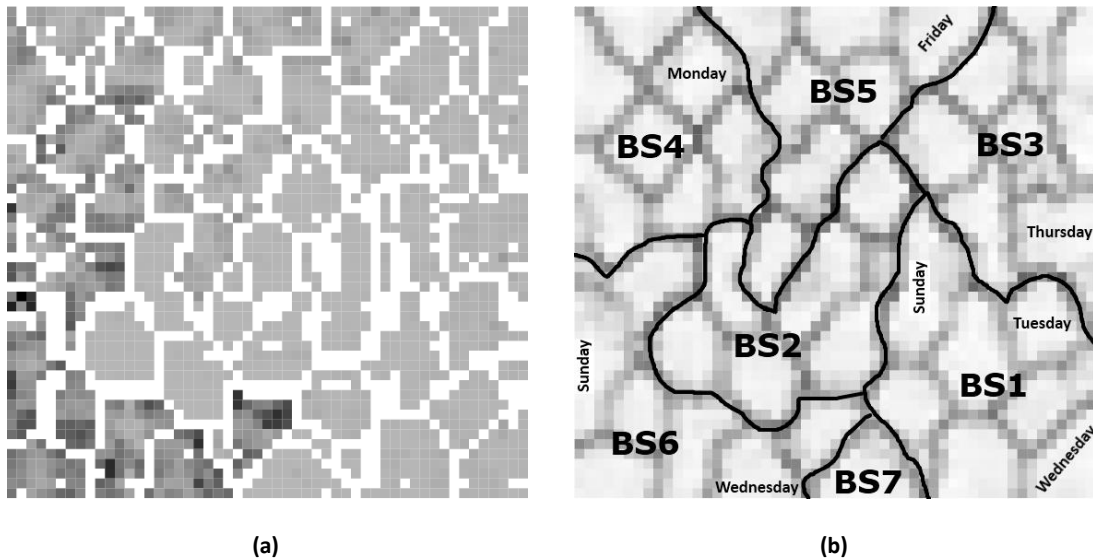 Friday
Monday
BS5
BS4
BS3
Thursday
Sunday
Tuesday
BS2
Sunday
BS1
BS6
Wednesday
BS7
Wednesday
(a)
(b)